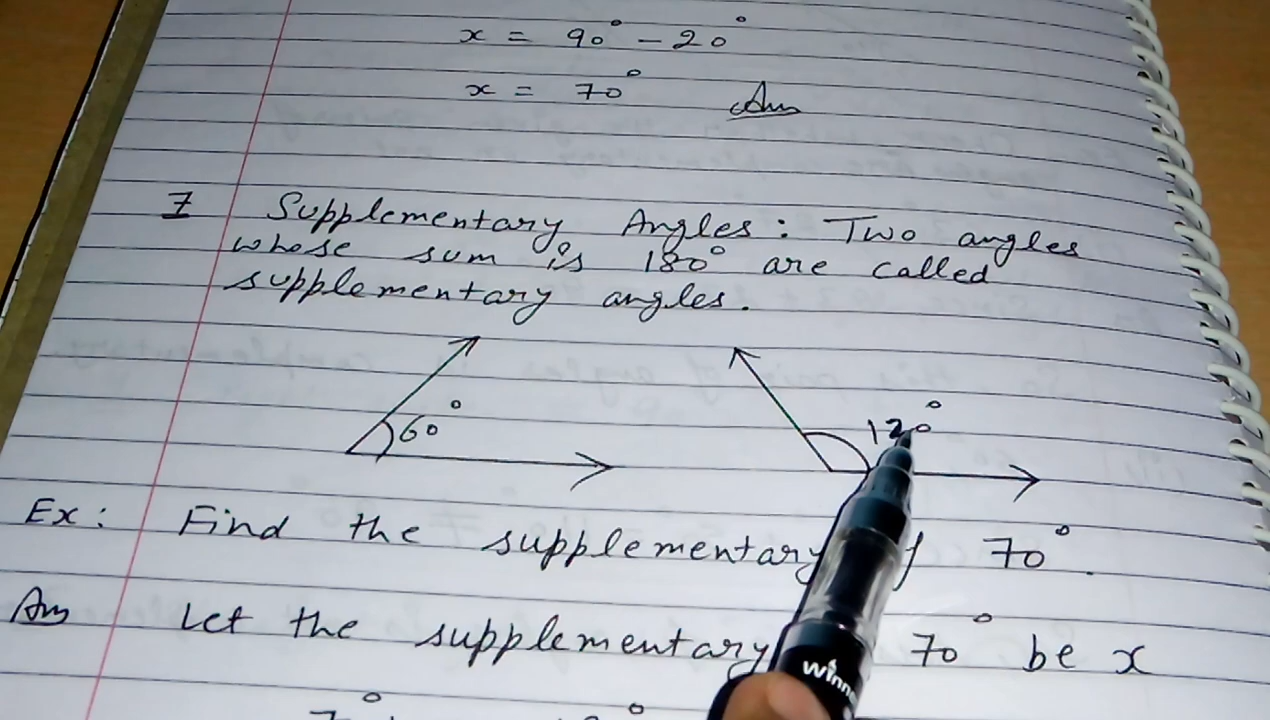 x = 90° - 20°
x = 70° Ans
7 Supplementary Angles : Two angles
whose sum is 180° are called
supplementary angles.
60° 120°
Ex : Find the supplementary 70°.
Ans Let the supplementary 70° be x